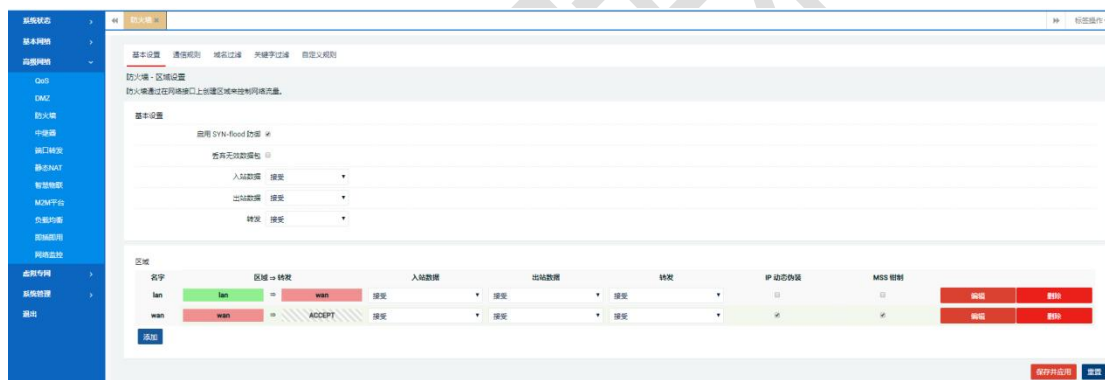 系统状态
防火墙
标签操作
基本网络
高级网络
基本设置 通信规则 域名过滤 关键字过滤 自定义规则
防火墙 - 区域设置
防火墙通过在网络接口上创建区域来控制网络流量。
QoS
DMZ
防火墙
中继器
端口转发
静态NAT
智慧物联
M2M平台
负载均衡
即插即用
网络监控
虚拟专网
系统管理
退出
基本设置
启用 SYN-flood 防御
丢弃无效数据包
入站数据 接受
出站数据 接受
转发 接受
区域
名字 区域 ⇒ 转发 入站数据 出站数据 转发 IP 动态伪装 MSS 钳制
lan lan ⇒ wan 接受 接受 接受 编辑 删除
wan wan ⇒ ACCEPT 接受 接受 接受 编辑 删除
添加
保存并应用 重置